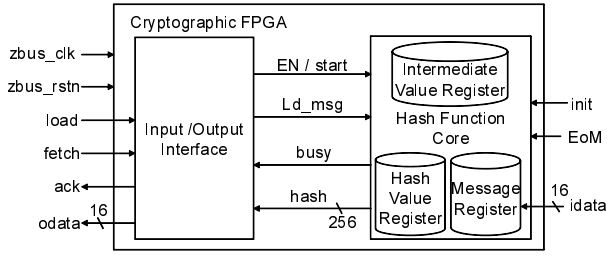 Cryptographic FPGA
zbus_clk
zbus_rstn
load
fetch
ack
16
odata
Input /Output
Interface
EN / start
Ld_msg
busy
hash
256
Intermediate
Value Register
Hash Function
Core
Hash
Value
Register
Message
Register
init
EoM
16
idata